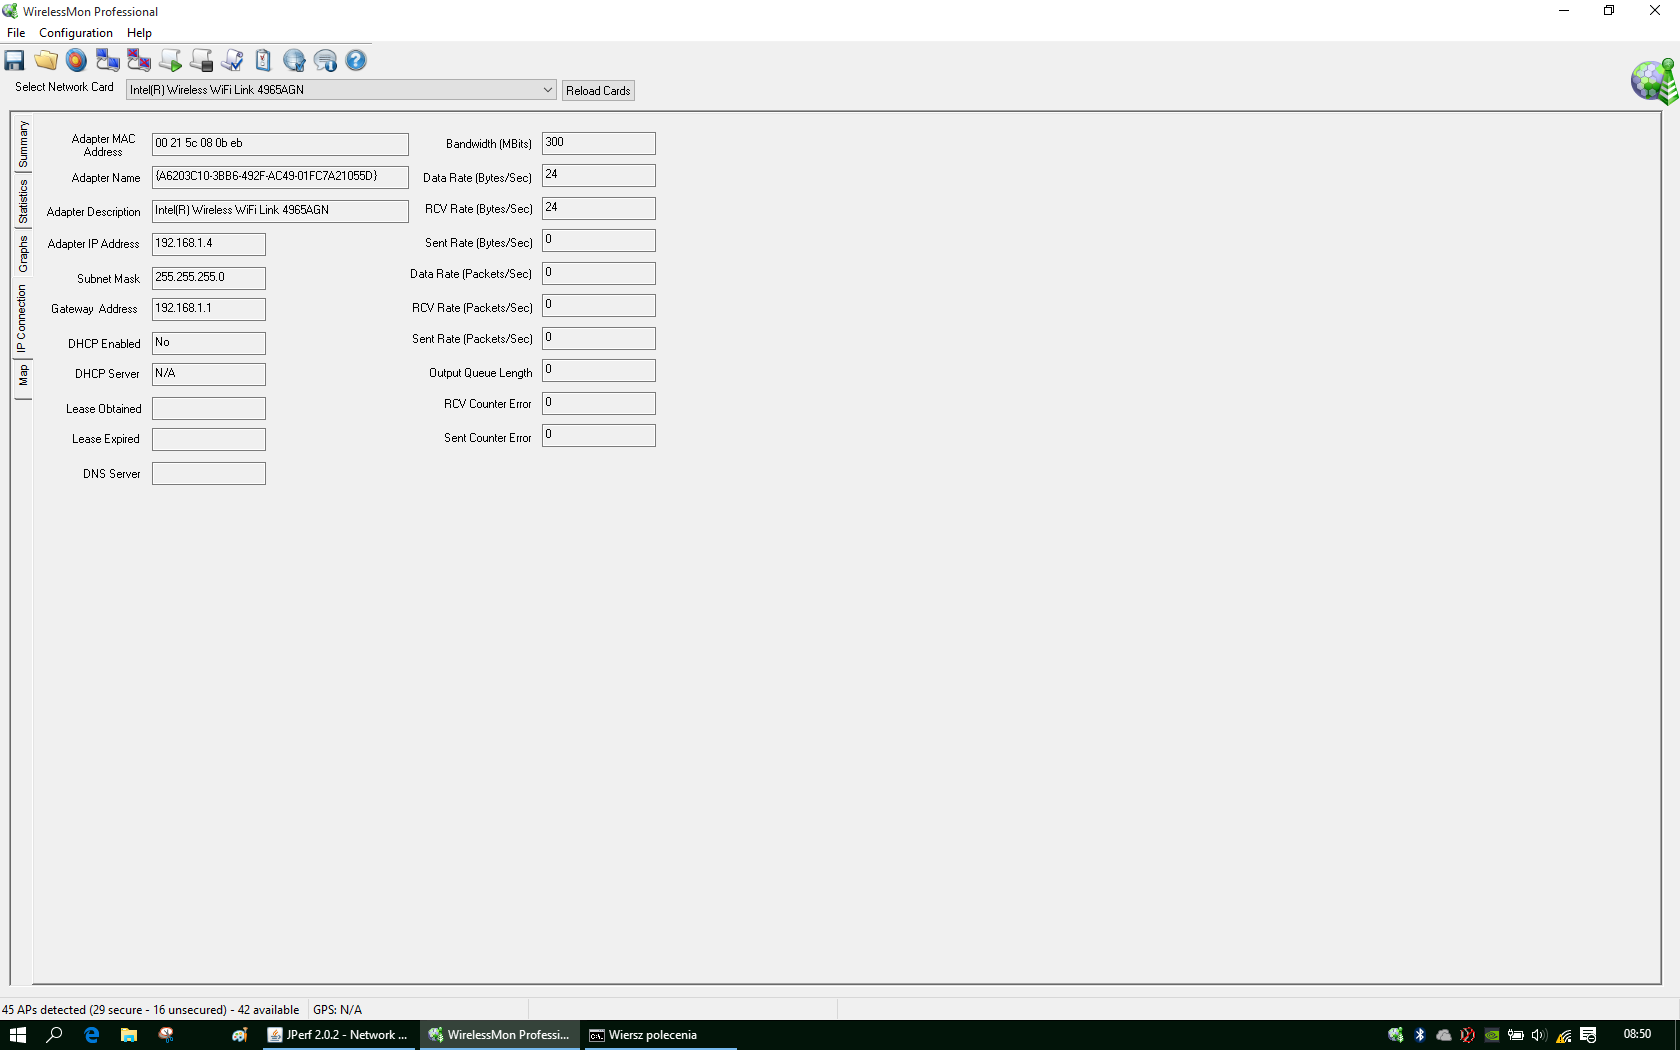 WirelessMon Professional
File Configuration Help
Select Network Card Intel(R) Wireless WiFi Link 4965AGN Reload Cards
Summary
Statistics
Graphs
IP Connection
Map
Adapter MAC Address 00 21 5c 08 0b eb
Adapter Name {A6203C10-3BB6-492F-AC49-01FC7A21055D}
Adapter Description Intel(R) Wireless WiFi Link 4965AGN
Adapter IP Address 192.168.1.4
Subnet Mask 255.255.255.0
Gateway Address 192.168.1.1
DHCP Enabled No
DHCP Server N/A
Lease Obtained
Lease Expired
DNS Server
Bandwidth (MBits) 300
Data Rate (Bytes/Sec) 24
RCV Rate (Bytes/Sec) 24
Sent Rate (Bytes/Sec) 0
Data Rate (Packets/Sec) 0
RCV Rate (Packets/Sec) 0
Sent Rate (Packets/Sec) 0
Output Queue Length 0
RCV Counter Error 0
Sent Counter Error 0
45 APs detected (29 secure - 16 unsecured) - 42 available GPS: N/A
JPerf 2.0.2 - Network ... WirelessMon Professi... Wiersz polecenia 08:50